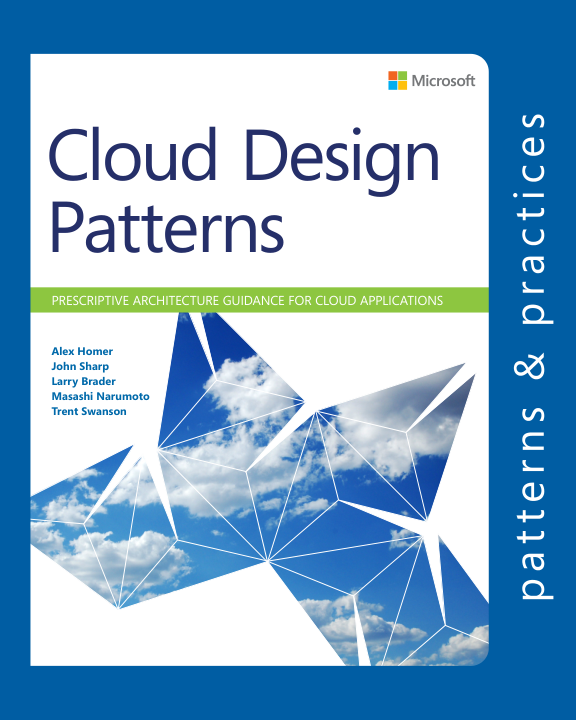 Microsoft
Cloud Design
Patterns
PRESCRIPTIVE ARCHITECTURE GUIDANCE FOR CLOUD APPLICATIONS
Alex Homer
John Sharp
Larry Brader
Masashi Narumoto
Trent Swanson
patterns & practices